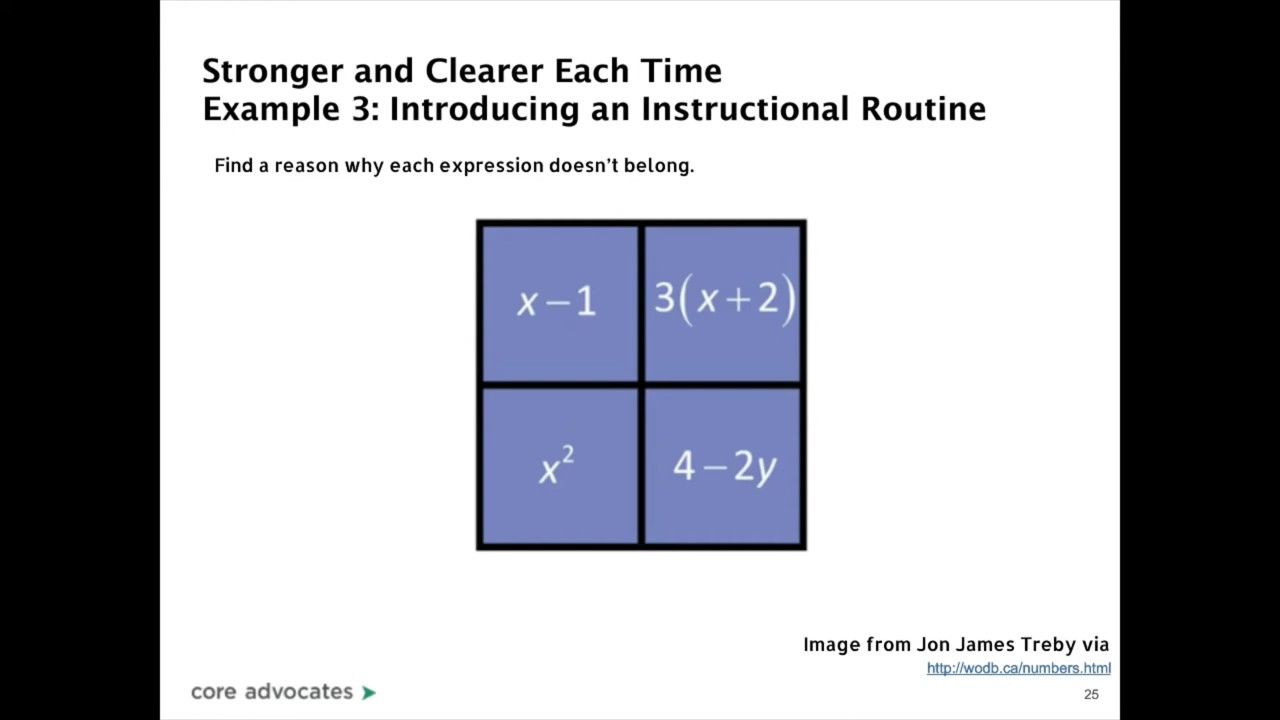 Stronger and Clearer Each Time
Example 3: Introducing an Instructional Routine
Find a reason why each expression doesn’t belong.
x – 1
3(x + 2)
x²
4 – 2y
Image from Jon James Treby via
http://wodb.ca/numbers.html
core advocates
25